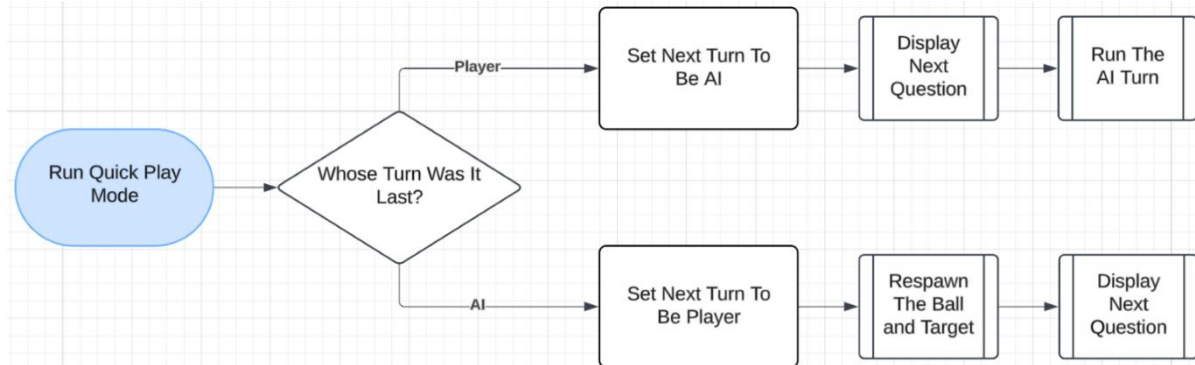 Run Quick Play
Mode
Whose Turn Was It
Last?
Player
Set Next Turn To
Be AI
Display
Next
Question
Run The
AI Turn
AI
Set Next Turn To
Be Player
Respawn
The Ball
and Target
Display
Next
Question